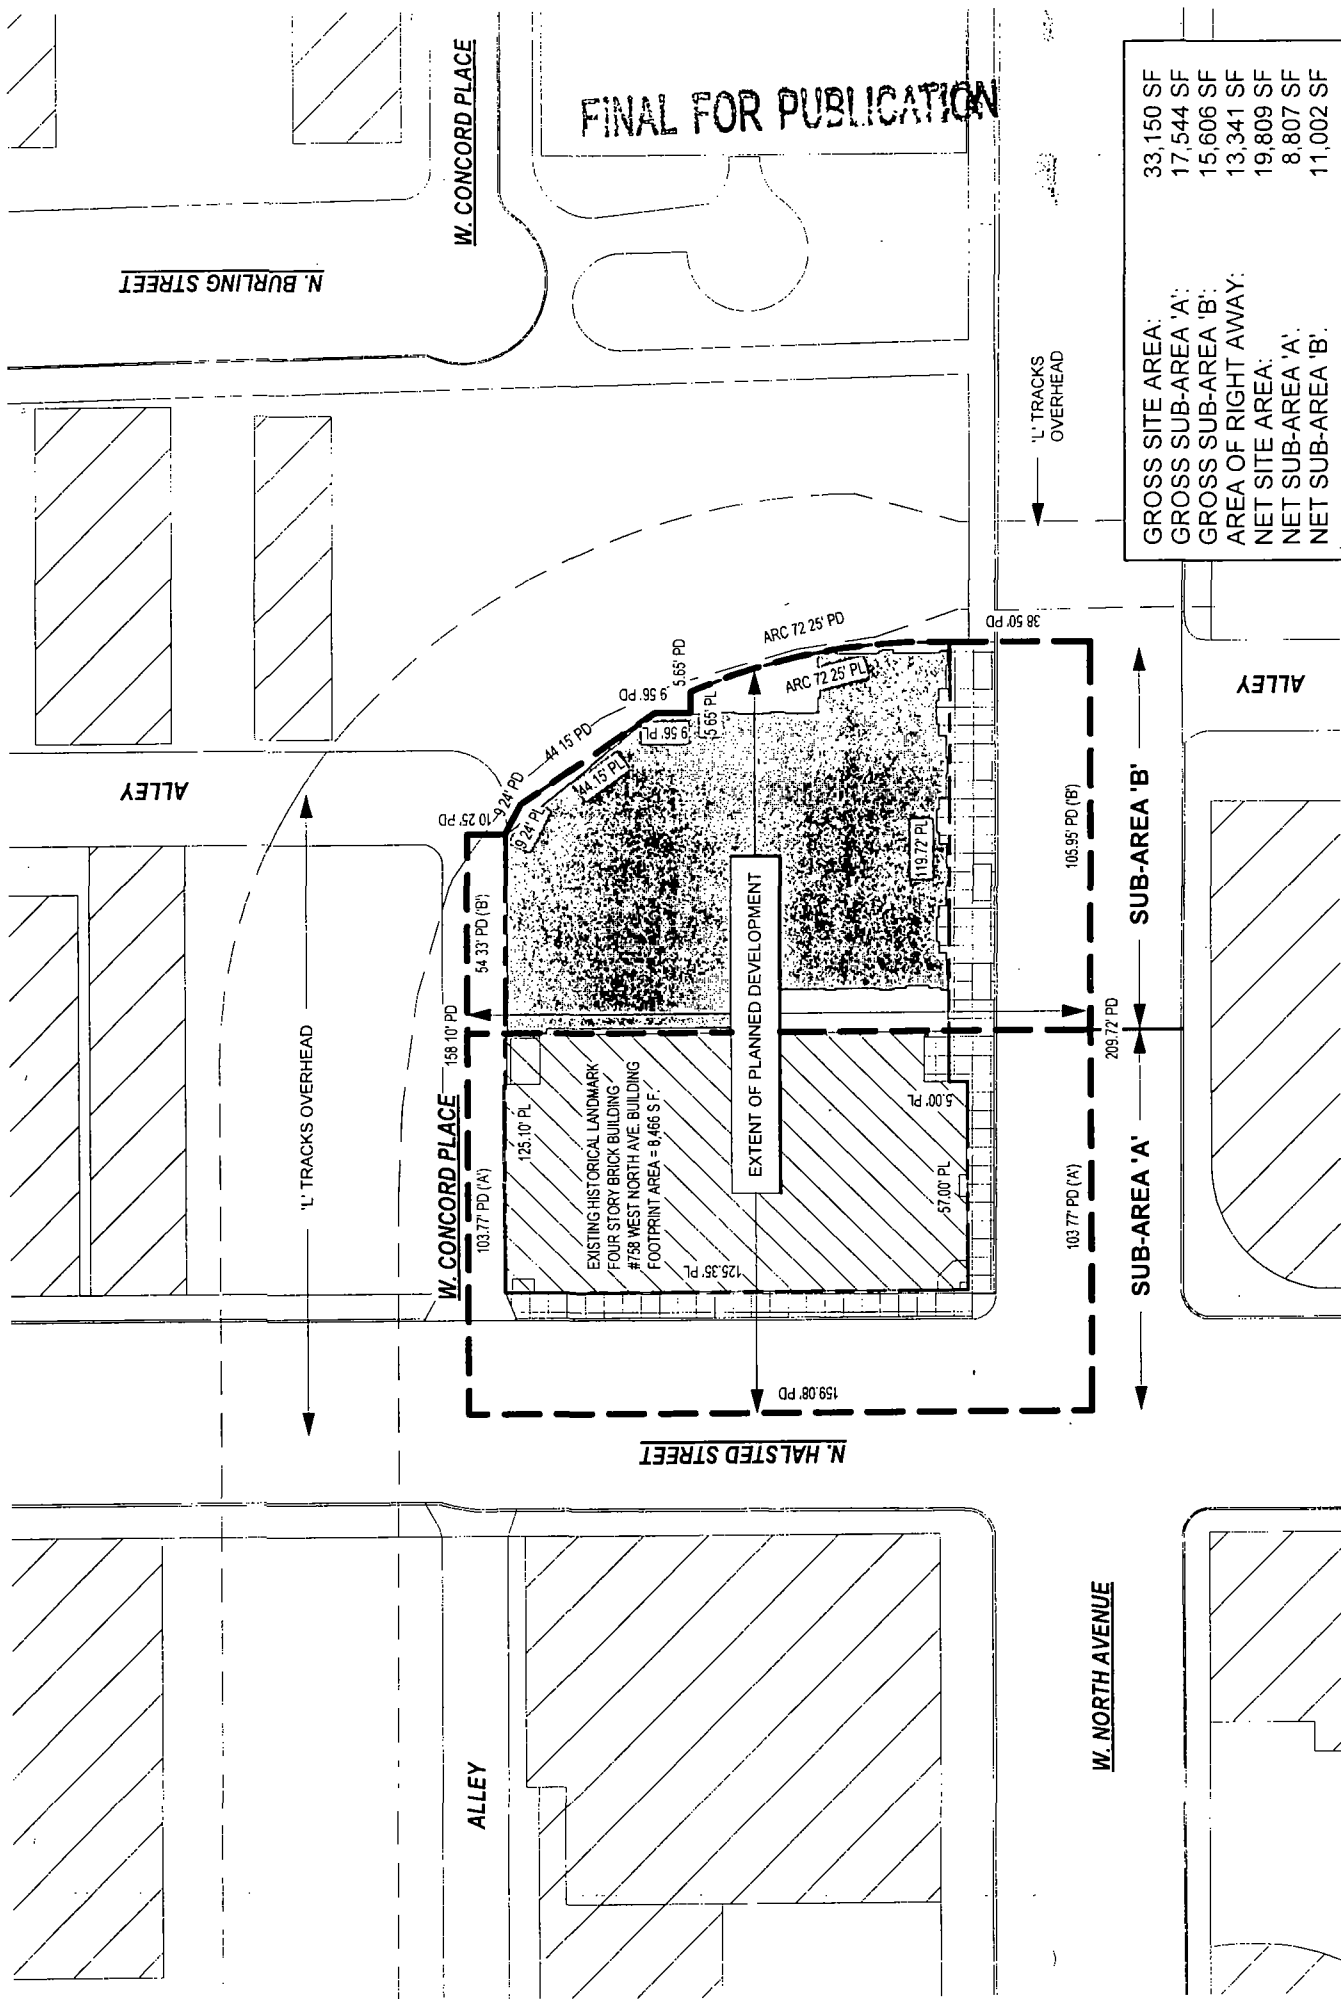 FINAL FOR PUBLICATION
W. CONCORD PLACE
N. BURLING STREET
'L' TRACKS
OVERHEAD
GROSS SITE AREA: 33,150 SF
GROSS SUB-AREA 'A': 17,544 SF
GROSS SUB-AREA 'B': 15,606 SF
AREA OF RIGHT AWAY: 13,341 SF
NET SITE AREA: 19,809 SF
NET SUB-AREA 'A': 8,807 SF
NET SUB-AREA 'B': 11,002 SF
ALLEY
ALLEY
'L' TRACKS OVERHEAD
W. CONCORD PLACE
158 10' PD
103.77' PD ('A')
54 33' PD ('B')
10 25' PD
9 24' PD
9 24' PL
44 15' PD
44 15' PL
9 56' PD
9 56' PL
5.65' PD
5 65' PL
ARC 72 25' PD
ARC 72 25' PL
38 50' PD
125.10' PL
EXISTING HISTORICAL LANDMARK
FOUR STORY BRICK BUILDING
#758 WEST NORTH AVE. BUILDING
FOOTPRINT AREA = 8,466 S.F.
125.35' PL
EXTENT OF PLANNED DEVELOPMENT
119.72' PL
5.00' PL
57.00' PL
159.08' PD
103 77' PD ('A')
209.72' PD
105.95' PD ('B')
SUB-AREA 'A'
SUB-AREA 'B'
N. HALSTED STREET
ALLEY
W. NORTH AVENUE